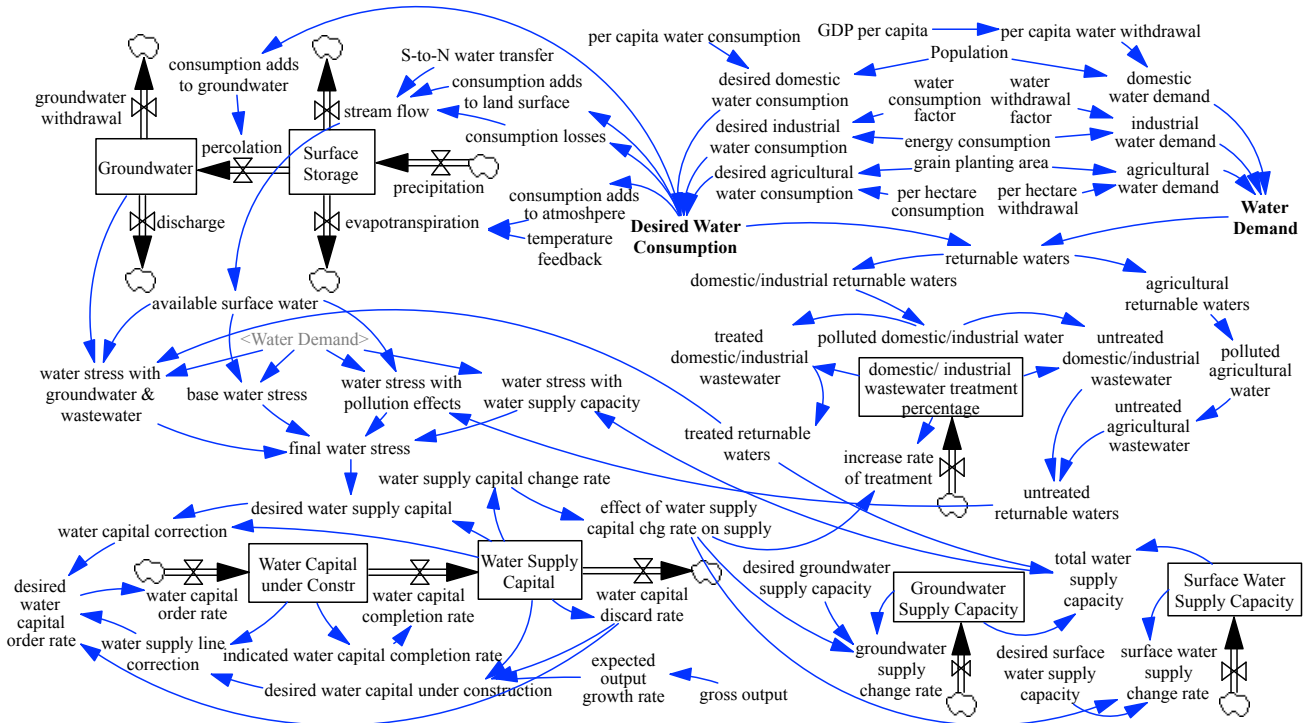 consumption adds
to groundwater
S-to-N water transfer
consumption adds
to land surface
stream flow
consumption losses
groundwater
withdrawal
percolation
Groundwater
Surface
Storage
precipitation
discharge
evapotranspiration
consumption adds
to atmoshpere
temperature
feedback
per capita water consumption
GDP per capita
per capita water withdrawal
Population
desired domestic
water consumption
water
consumption
factor
water
withdrawal
factor
domestic
water demand
desired industrial
water consumption
energy consumption
industrial
water demand
grain planting area
desired agricultural
water consumption
agricultural
water demand
per hectare
consumption
per hectare
withdrawal
Desired Water
Consumption
Water
Demand
returnable waters
domestic/industrial returnable waters
agricultural
returnable waters
available surface water
<Water Demand>
water stress with
groundwater &
wastewater
base water stress
water stress with
pollution effects
water stress with
water supply capacity
final water stress
treated
domestic/industrial
wastewater
polluted domestic/industrial water
untreated
domestic/industrial
wastewater
polluted
agricultural
water
domestic/ industrial
wastewater treatment
percentage
untreated
agricultural
wastewater
treated returnable
waters
increase rate
of treatment
untreated
returnable waters
water supply capital change rate
desired water supply capital
effect of water supply
capital chg rate on supply
water capital correction
Water Capital
under Constr
Water Supply
Capital
desired
water
capital
order rate
water capital
order rate
water capital
completion rate
water capital
discard rate
water supply line
correction
indicated water capital completion rate
desired water capital under construction
expected
output
growth rate
gross output
desired groundwater
supply capacity
Groundwater
Supply Capacity
total water
supply
capacity
Surface Water
Supply Capacity
groundwater
supply
change rate
desired surface
water supply
capacity
surface water
supply
change rate